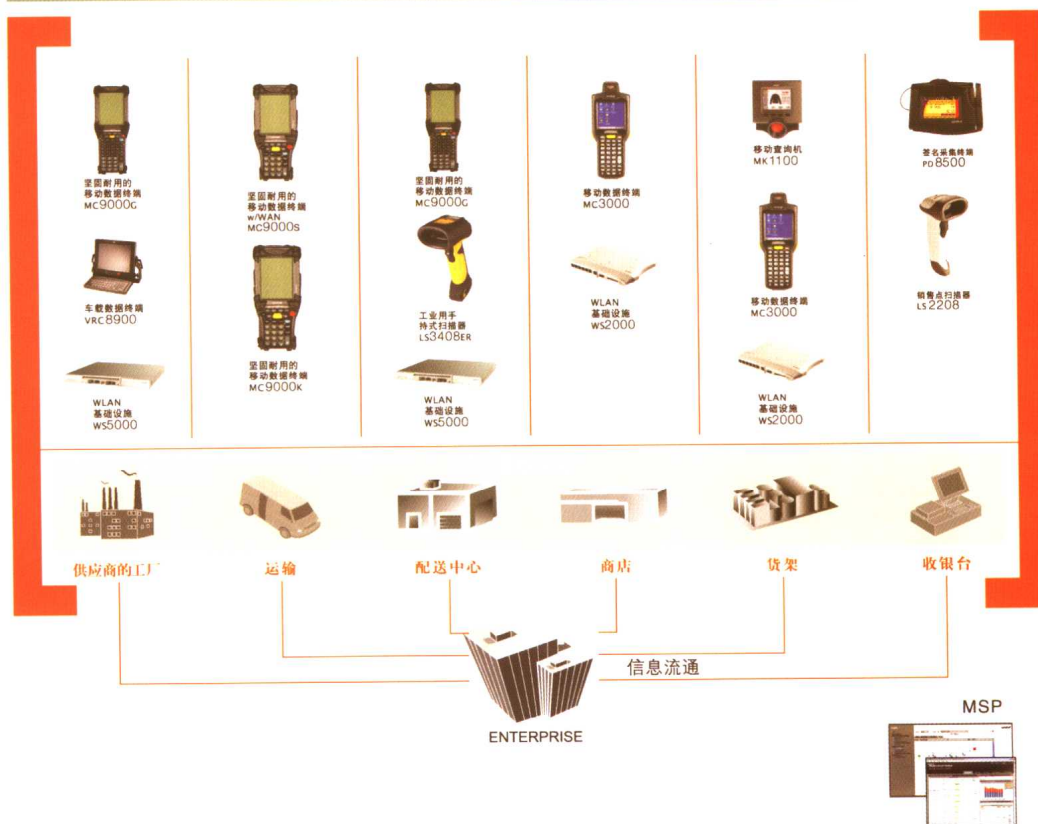 坚固耐用的
移动数据终端
MC9000G
车载数据终端
VRC8900
WLAN
基础设施
WS5000
坚固耐用的
移动数据终端
w/WAN
MC9000S
坚固耐用的
移动数据终端
MC9000K
坚固耐用的
移动数据终端
MC9000G
工业用手
持式扫描器
LS3408ER
WLAN
基础设施
WS5000
移动数据终端
MC3000
WLAN
基础设施
WS2000
移动查询机
MK1100
移动数据终端
MC3000
WLAN
基础设施
WS2000
签名采集终端
PD8500
销售点扫描器
LS2208
供应商的工厂
运输
配送中心
商店
货架
收银台
信息流通
ENTERPRISE
MSP